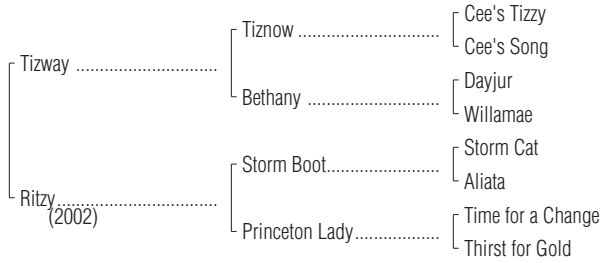 Cee's Tizzy
Tiznow ..................................
Cee's Song
Tizway .................................
Dayjur
Bethany ................................
Willamae
Storm Cat
Storm Boot...........................
Aliata
Ritzy......................................
(2002)
Time for a Change
Princeton Lady....................
Thirst for Gold